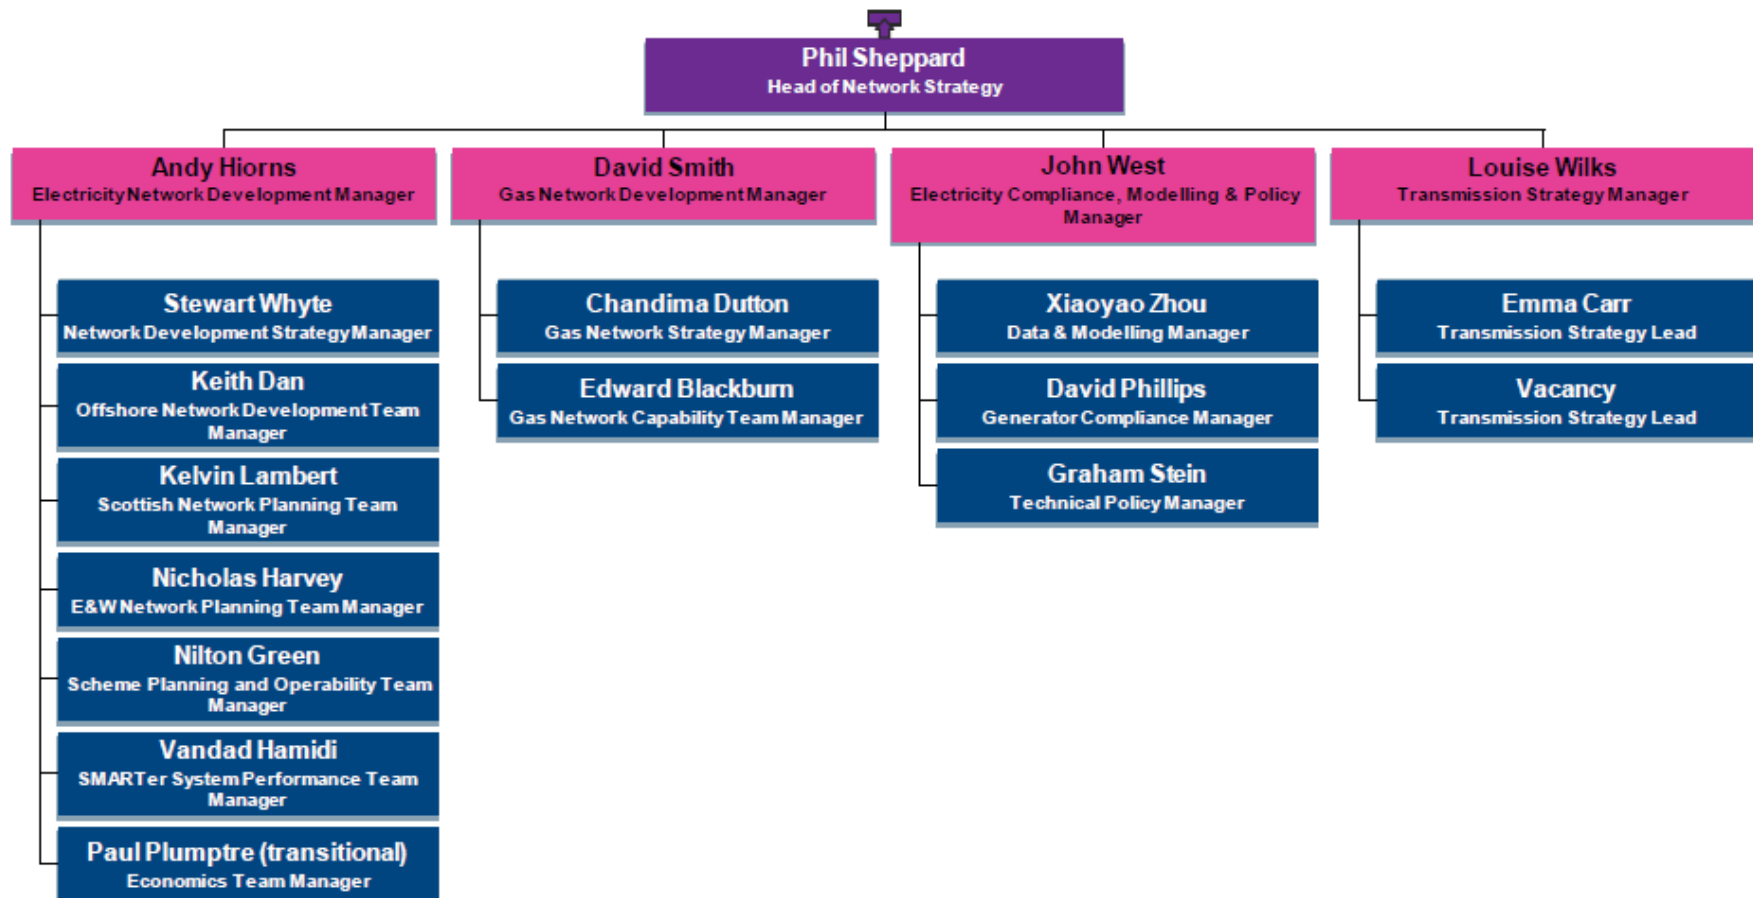 Phil Sheppard
Head of Network Strategy
Andy Hiorns
Electricity Network Development Manager
David Smith
Gas Network Development Manager
John West
Electricity Compliance, Modelling & Policy
Manager
Louise Wilks
Transmission Strategy Manager
Stewart Whyte
Network Development Strategy Manager
Keith Dan
Offshore Network Development Team
Manager
Kelvin Lambert
Scottish Network Planning Team
Manager
Nicholas Harvey
E&W Network Planning Team Manager
Nilton Green
Scheme Planning and Operability Team
Manager
Vandad Hamidi
SMARTer System Performance Team
Manager
Paul Plumptre (transitional)
Economics Team Manager
Chandima Dutton
Gas Network Strategy Manager
Edward Blackburn
Gas Network Capability Team Manager
Xiaoyao Zhou
Data & Modelling Manager
David Phillips
Generator Compliance Manager
Graham Stein
Technical Policy Manager
Emma Carr
Transmission Strategy Lead
Vacancy
Transmission Strategy Lead